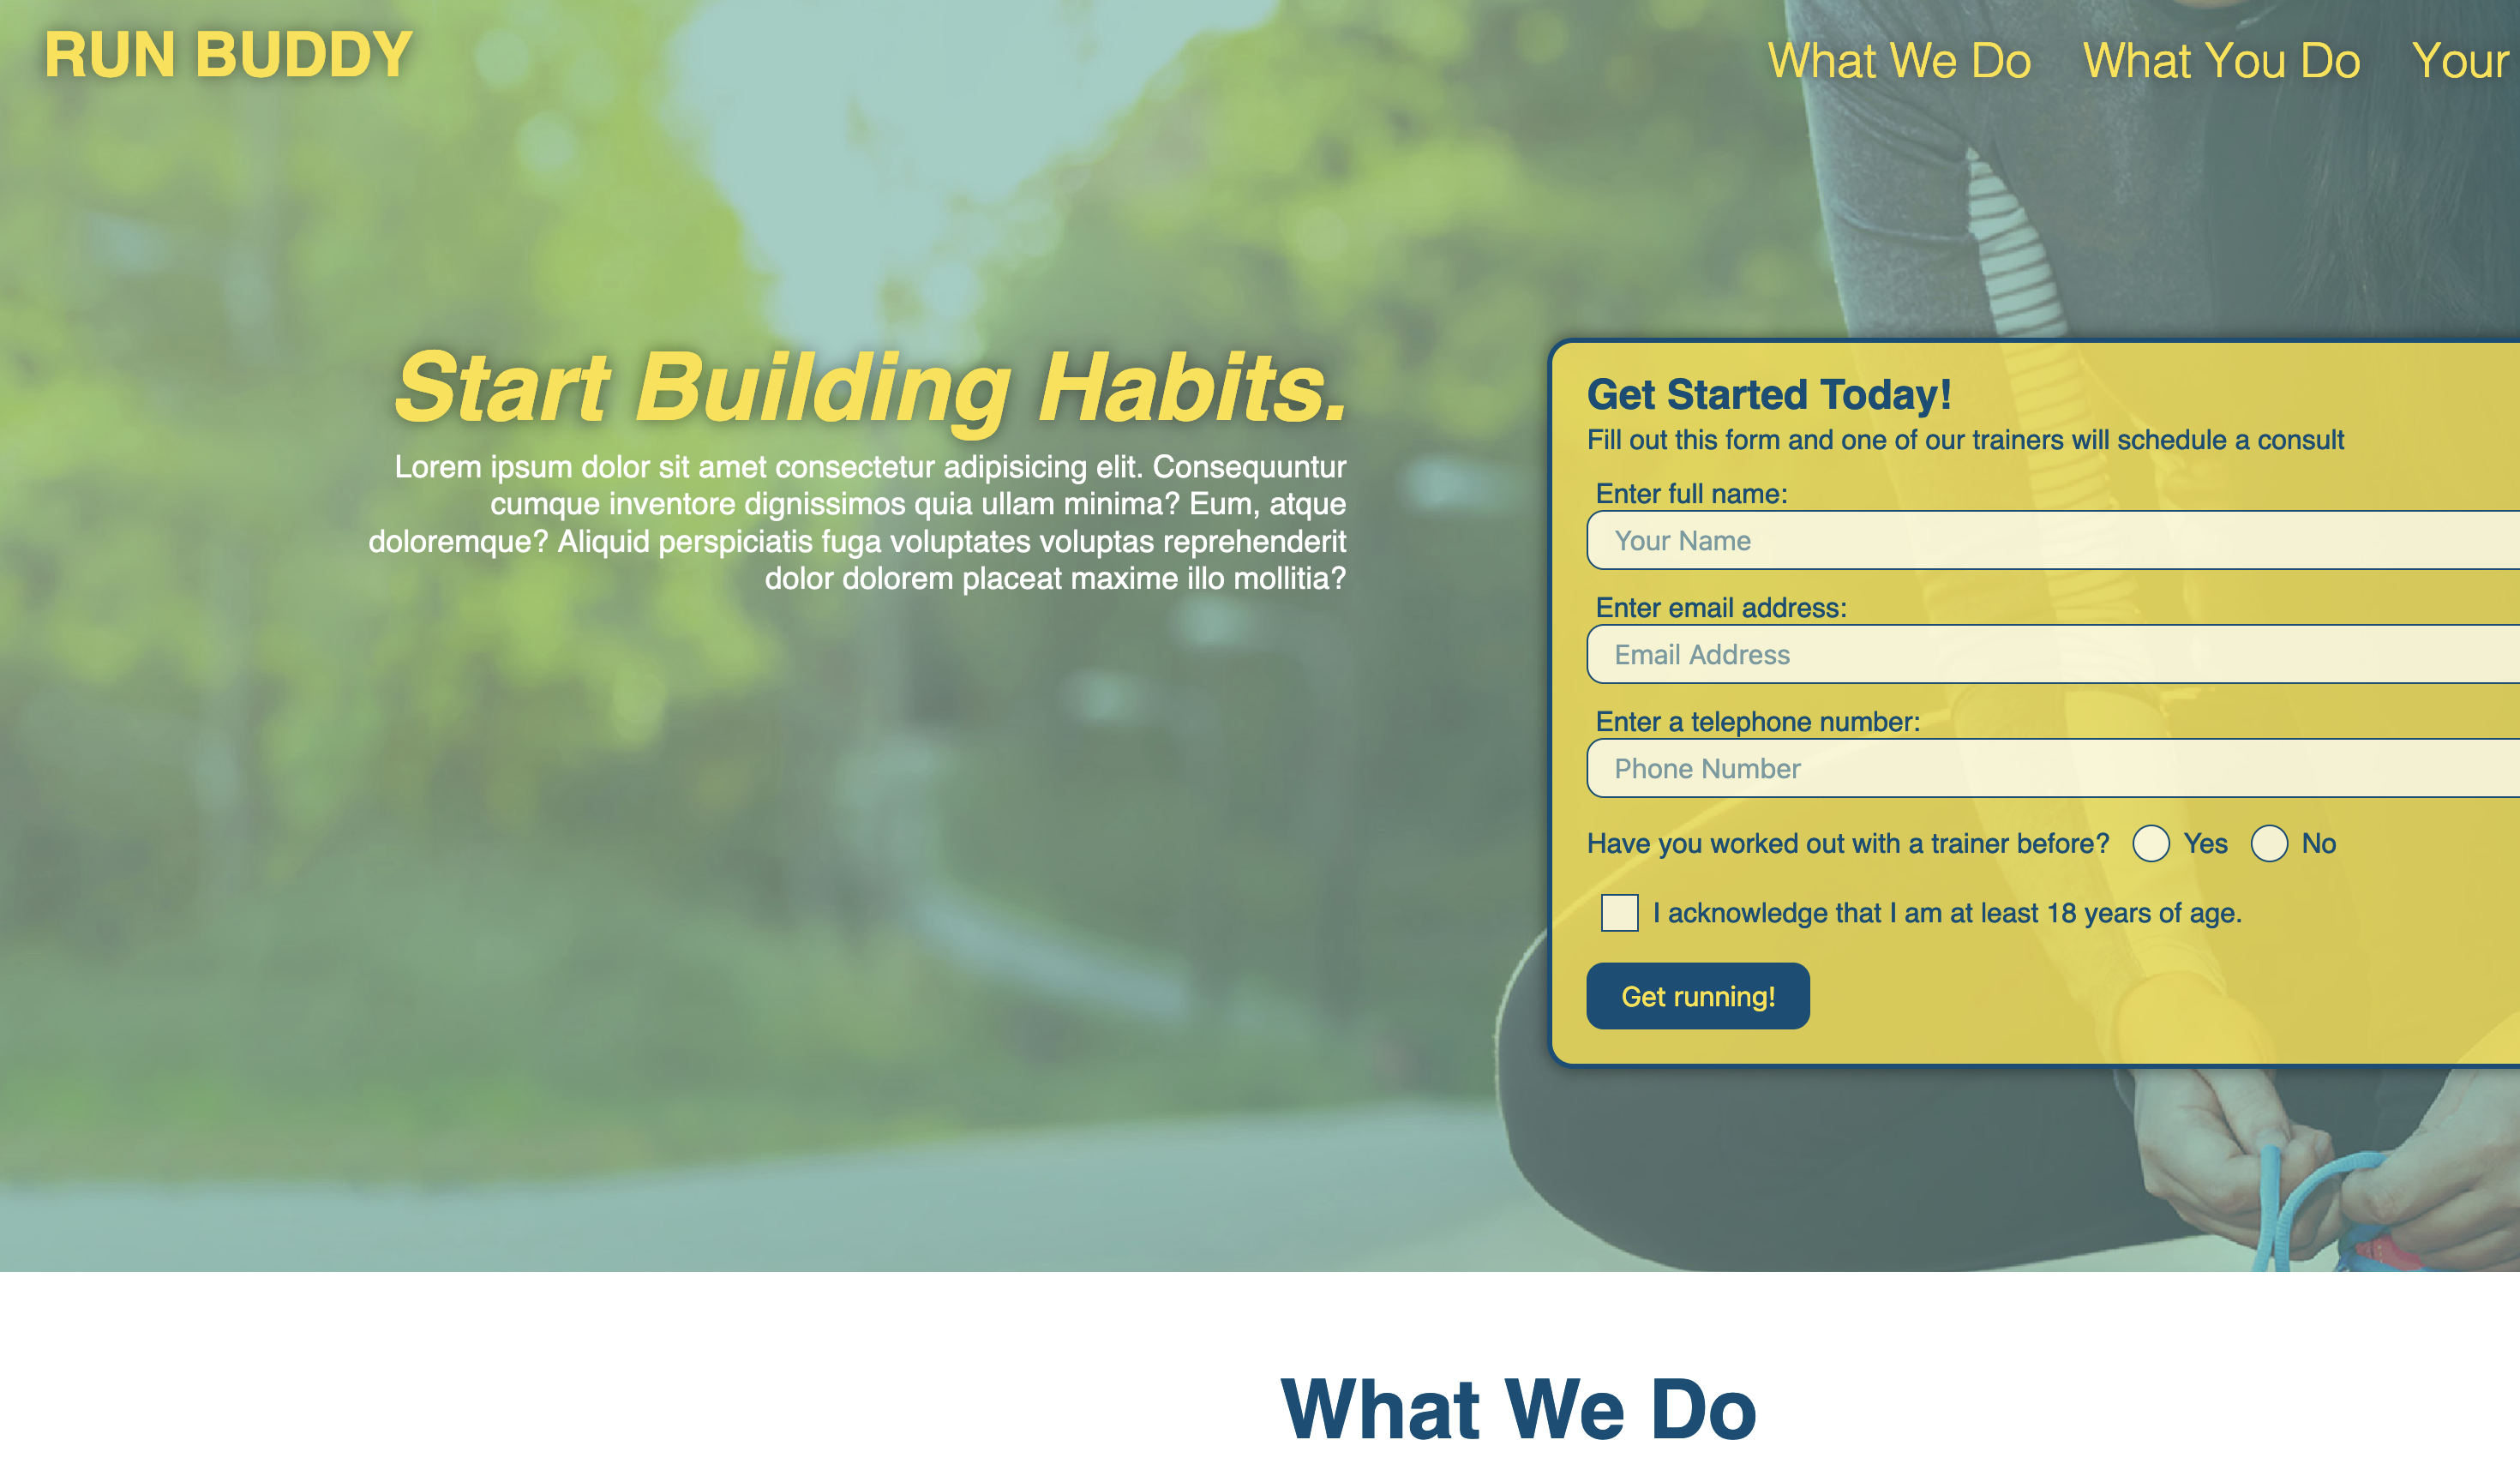 RUN BUDDY
What We Do What You Do Your
Start Building Habits.
Lorem ipsum dolor sit amet consectetur adipisicing elit. Consequuntur
cumque inventore dignissimos quia ullam minima? Eum, atque
doloremque? Aliquid perspiciatis fuga voluptates voluptas reprehenderit
dolor dolorem placeat maxime illo mollitia?
Get Started Today!
Fill out this form and one of our trainers will schedule a consult
Enter full name:
Your Name
Enter email address:
Email Address
Enter a telephone number:
Phone Number
Have you worked out with a trainer before? Yes No
I acknowledge that I am at least 18 years of age.
Get running!
What We Do